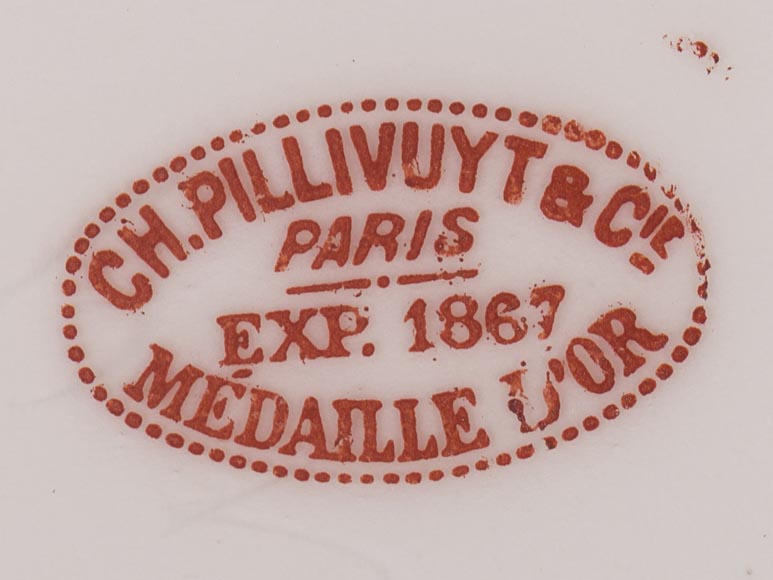 CH. PILLIVUYT & CIE
PARIS
EXP. 1867
MÉDAILLE L'OR